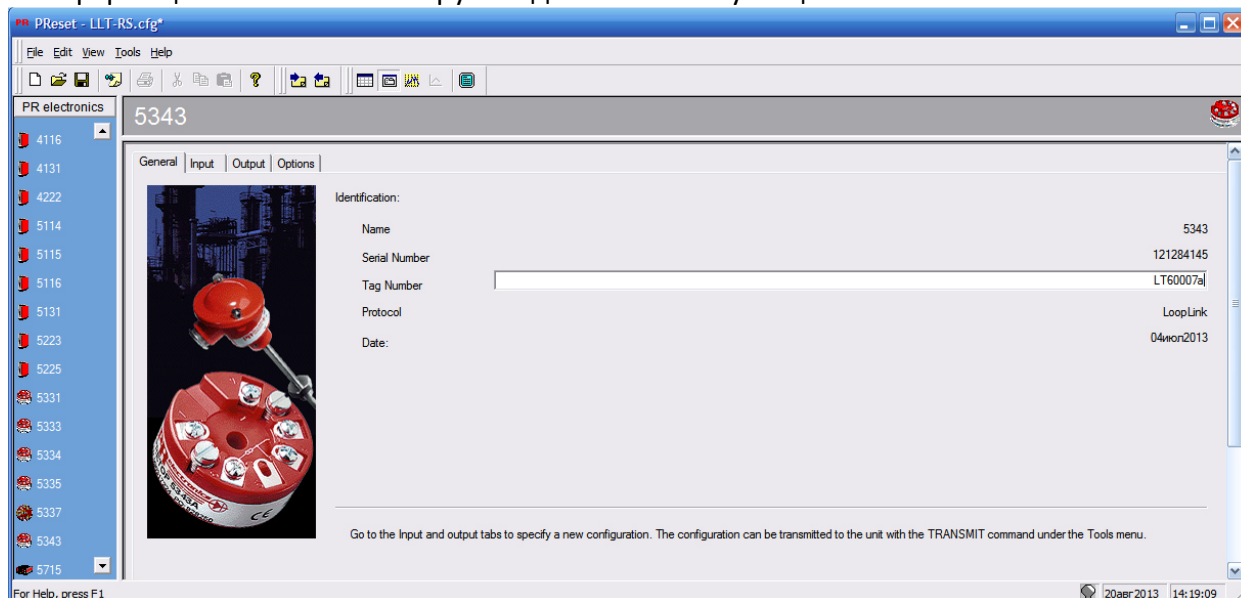 PR PReset - LLT-RS.cfg*
File Edit View Tools Help
PR electronics
5343
4116
4131
4222
5114
5115
5116
5131
5223
5225
5331
5333
5334
5335
5337
5343
5715
General Input Output Options
Identification:
Name 5343
Serial Number 121284145
Tag Number LT60007a
Protocol LoopLink
Date: 04июл2013
5343A
CE
Go to the Input and output tabs to specify a new configuration. The configuration can be transmitted to the unit with the TRANSMIT command under the Tools menu.
For Help, press F1
20авг2013 14:19:09